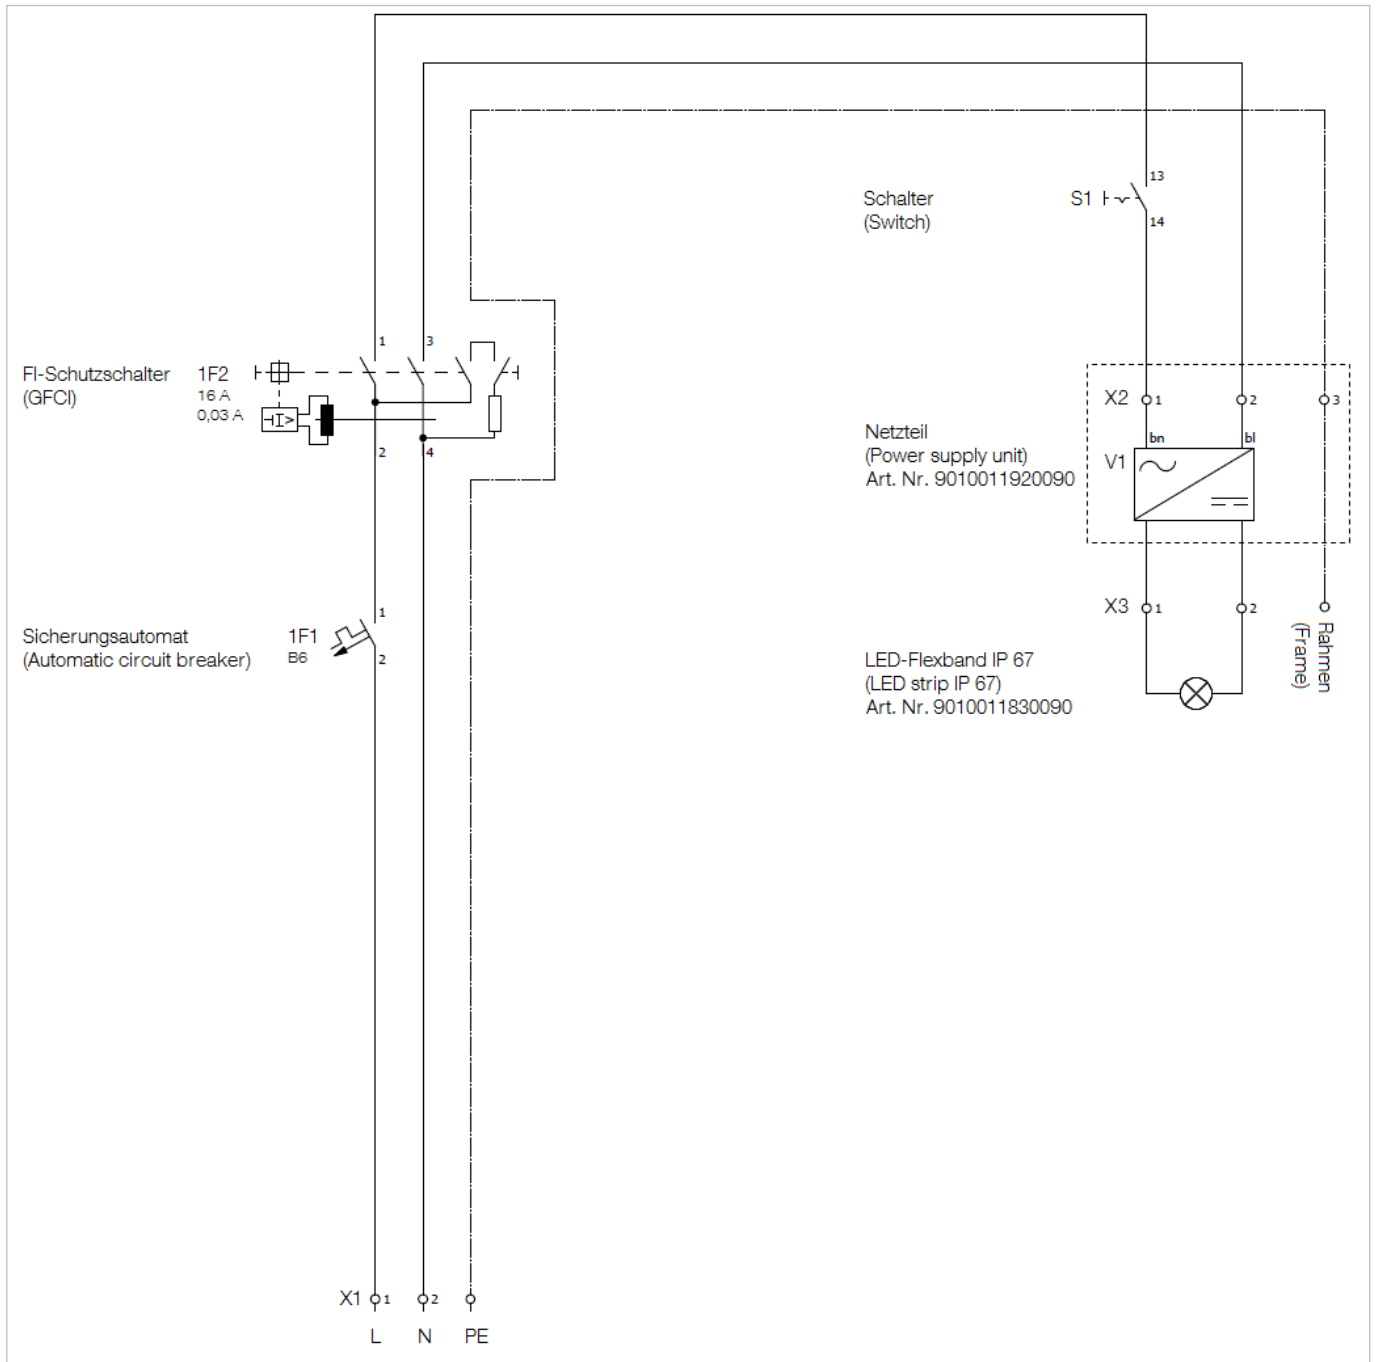 13
Schalter
(Switch)
S1
14
1
3
FI-Schutzschalter
(GFCI)
1F2
16 A
0,03 A
I>
2
4
X2
1
2
3
Netzteil
(Power supply unit)
Art. Nr. 9010011920090
bn
bl
V1
1
Sicherungsautomat
(Automatic circuit breaker)
1F1
B6
2
X3
1
2
Rahmen
(Frame)
LED-Flexband IP 67
(LED strip IP 67)
Art. Nr. 9010011830090
X1
1
2
L
N
PE